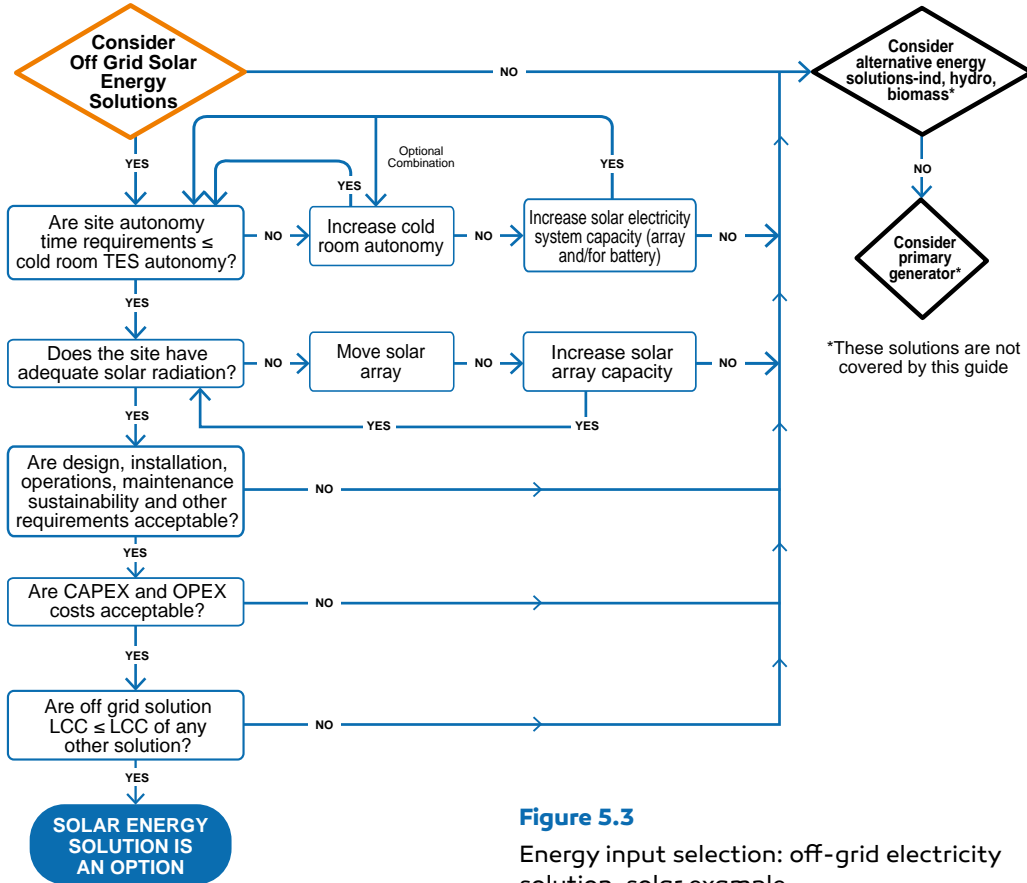 Consider
Off Grid Solar
Energy
Solutions
NO
Consider
alternative energy
solutions-ind, hydro,
biomass*
YES
Optional
Combination
YES
YES
NO
Are site autonomy
time requirements ≤
cold room TES autonomy?
NO
Increase cold
room autonomy
NO
Increase solar electricity
system capacity (array
and/for battery)
NO
Consider
primary
generator*
YES
Does the site have
adequate solar radiation?
NO
Move solar
array
NO
Increase solar
array capacity
NO
*These solutions are not
covered by this guide
YES
YES
YES
Are design, installation,
operations, maintenance
sustainability and other
requirements acceptable?
NO
YES
Are CAPEX and OPEX
costs acceptable?
NO
YES
Are off grid solution
LCC ≤ LCC of any
other solution?
NO
YES
SOLAR ENERGY
SOLUTION IS
AN OPTION
Figure 5.3
Energy input selection: off-grid electricity
solution, solar example